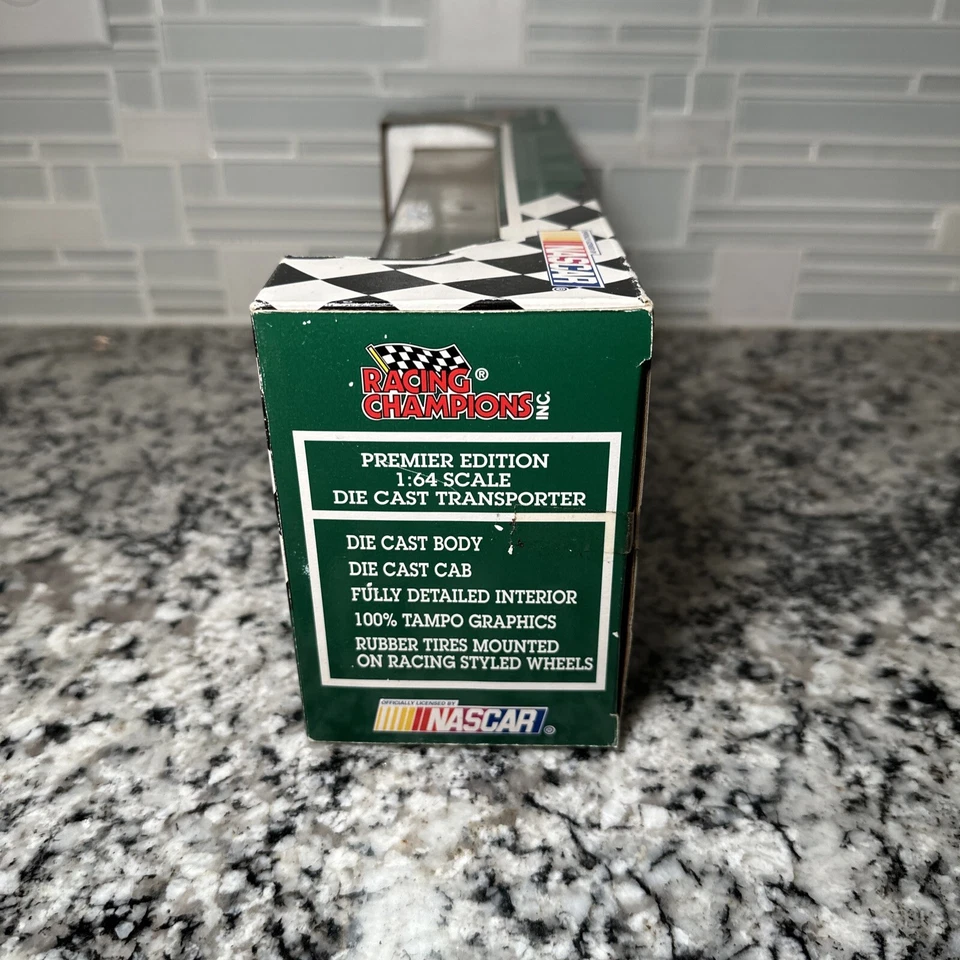 NASCAR
®
RACING ®
CHAMPIONS INC.
PREMIER EDITION
1:64 SCALE
DIE CAST TRANSPORTER
DIE CAST BODY
DIE CAST CAB
FULLY DETAILED INTERIOR
100% TAMPO GRAPHICS
RUBBER TIRES MOUNTED
ON RACING STYLED WHEELS
OFFICIALLY LICENSED BY
NASCAR ®